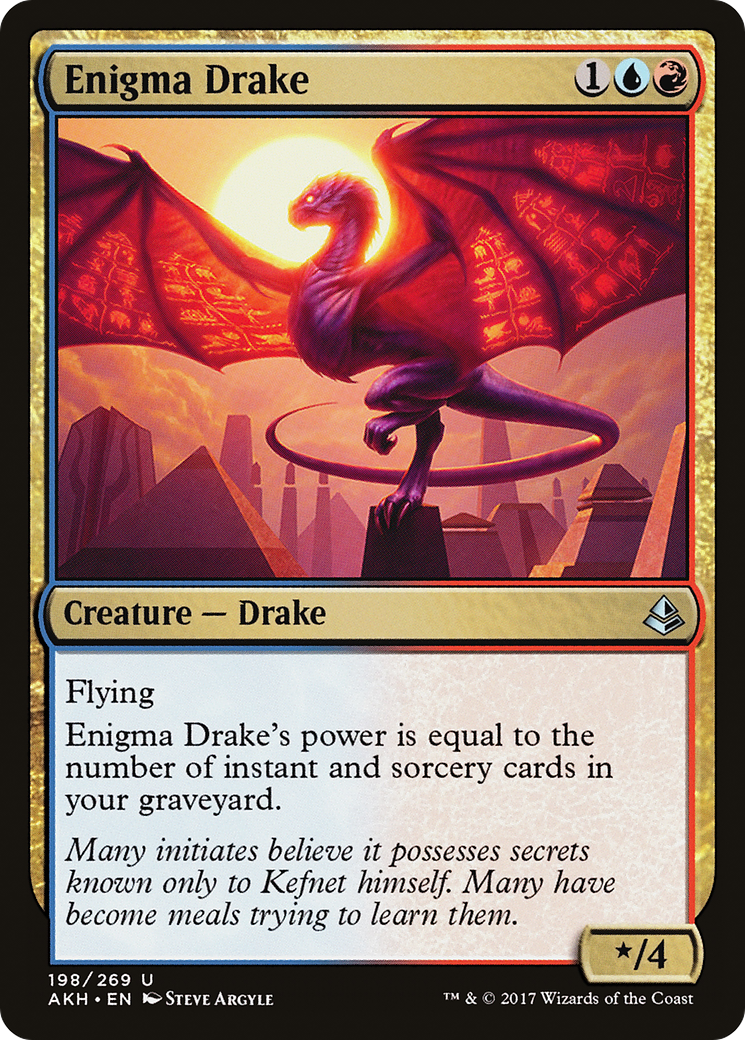 Enigma Drake 1
Creature — Drake
Flying
Enigma Drake's power is equal to the
number of instant and sorcery cards in
your graveyard.
Many initiates believe it possesses secrets
known only to Kefnet himself. Many have
become meals trying to learn them.
★/4
198/269 U
AKH • EN Steve Argyle
™ & © 2017 Wizards of the Coast